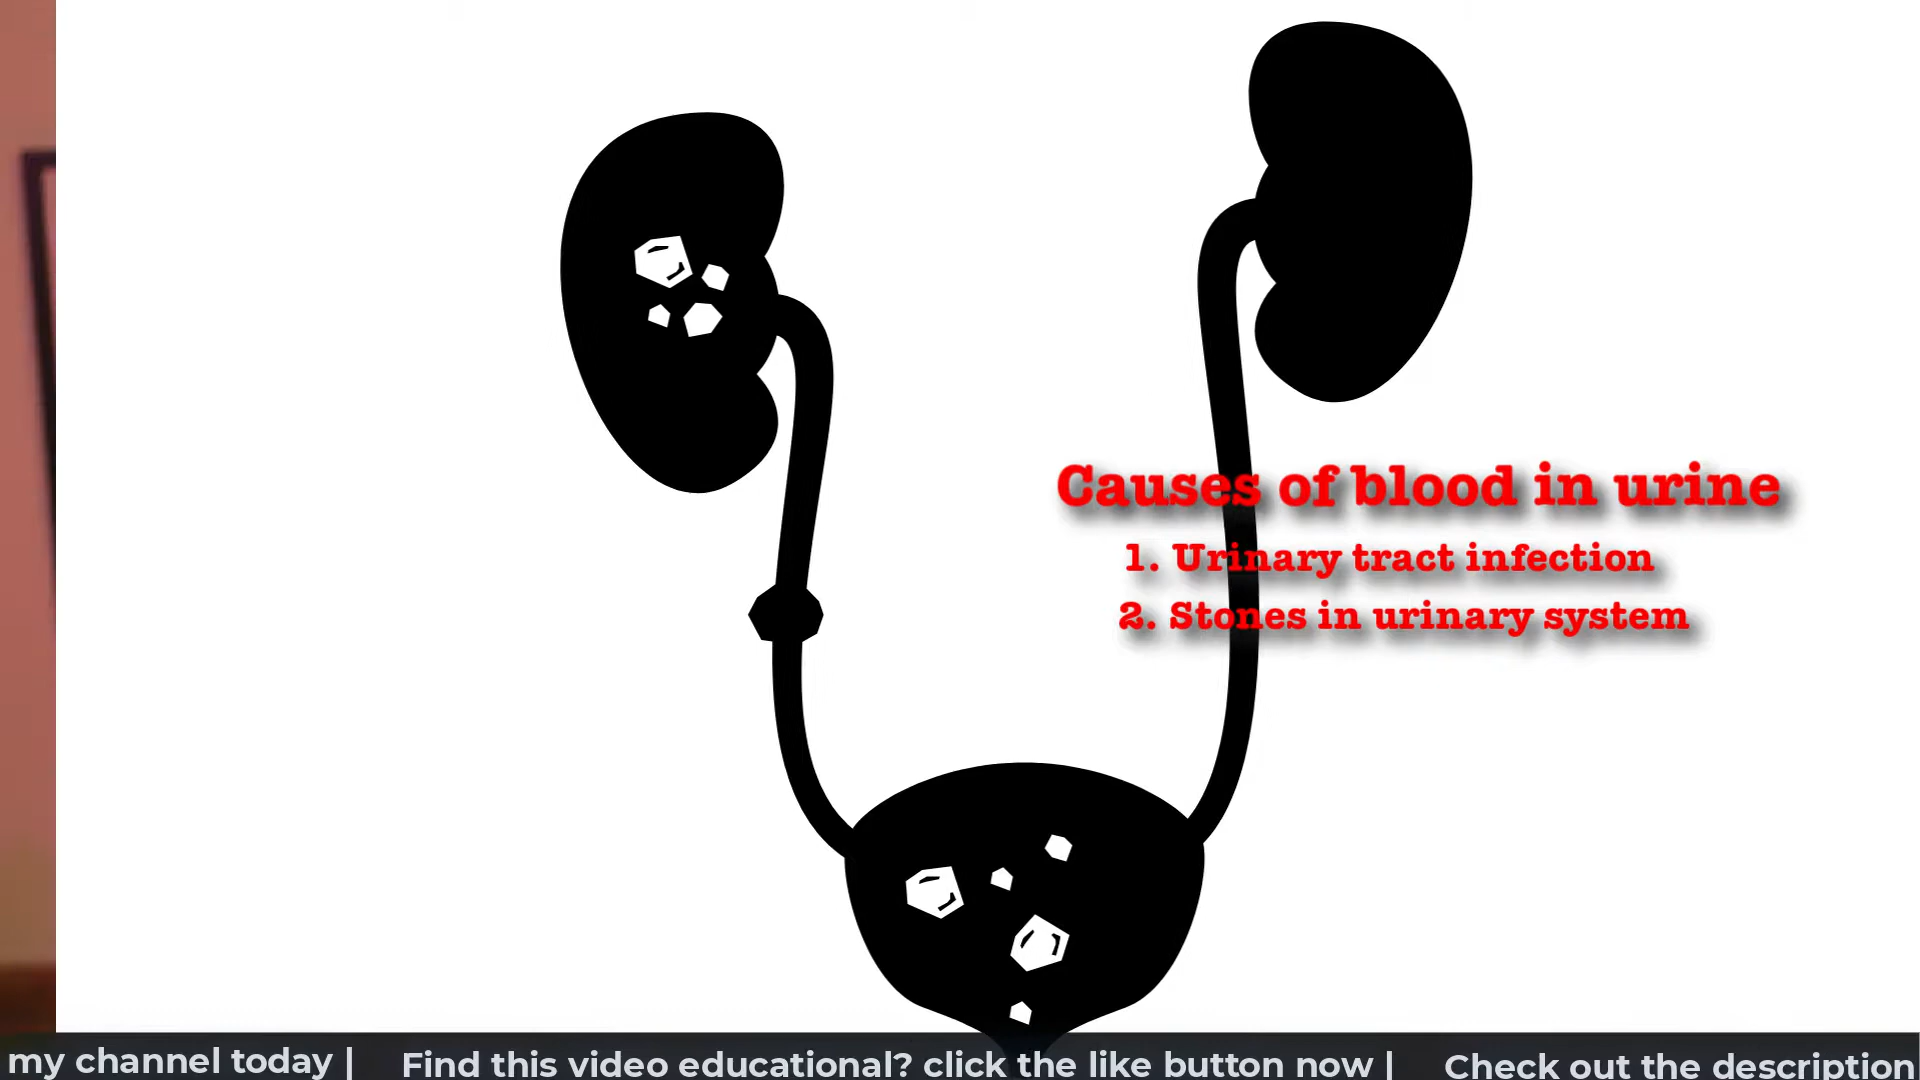 Causes of blood in urine
1. Urinary tract infection
2. Stones in urinary system
my channel today | Find this video educational? click the like button now | Check out the description